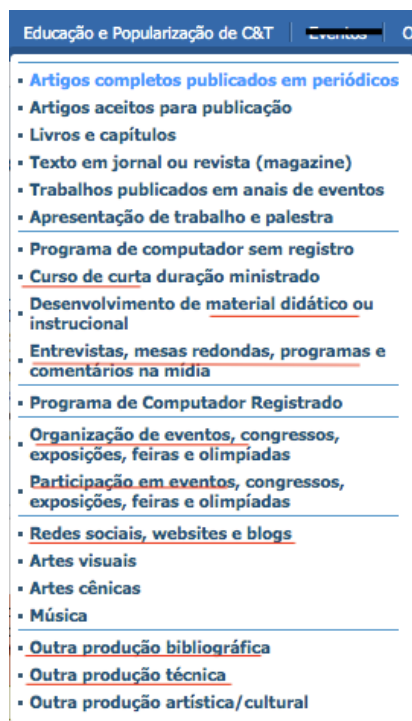 Educação e Popularização de C&T | Eventos | O
Artigos completos publicados em periódicos
Artigos aceitos para publicação
Livros e capítulos
Texto em jornal ou revista (magazine)
Trabalhos publicados em anais de eventos
Apresentação de trabalho e palestra
Programa de computador sem registro
Curso de curta duração ministrado
Desenvolvimento de material didático ou
instrucional
Entrevistas, mesas redondas, programas e
comentários na mídia
Programa de Computador Registrado
Organização de eventos, congressos,
exposições, feiras e olimpíadas
Participação em eventos, congressos,
exposições, feiras e olimpíadas
Redes sociais, websites e blogs
Artes visuais
Artes cênicas
Música
Outra produção bibliográfica
Outra produção técnica
Outra produção artística/cultural